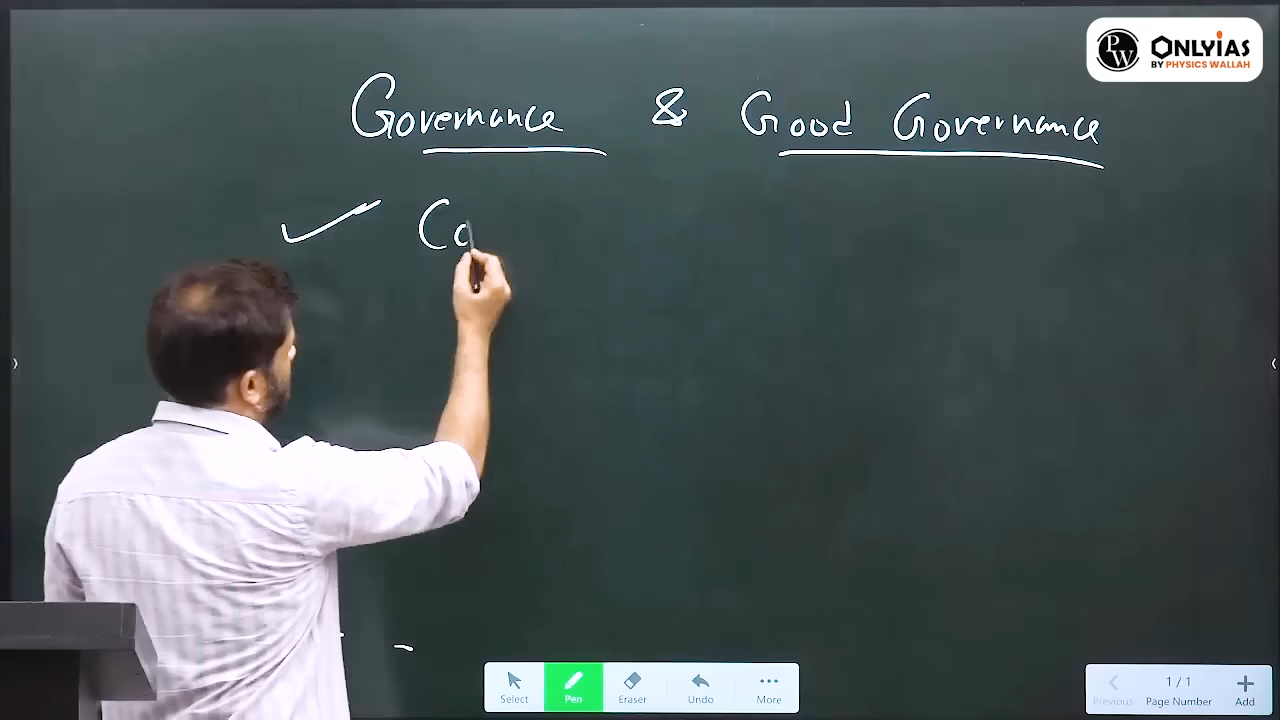 PW ONLYIAS
BY PHYSICS WALLAH
Governance & Good Governance
Co
Select Pen Eraser Undo More
Previous 1/1 Page Number Add